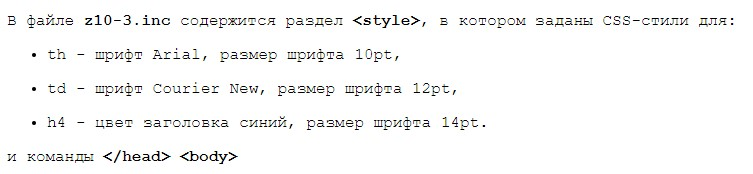 В файле z10-3.inc содержится раздел <style>, в котором заданы CSS-стили для:
• th – шрифт Arial, размер шрифта 10pt,
• td – шрифт Courier New, размер шрифта 12pt,
• h4 – цвет заголовка синий, размер шрифта 14pt.
и команды </head> <body>